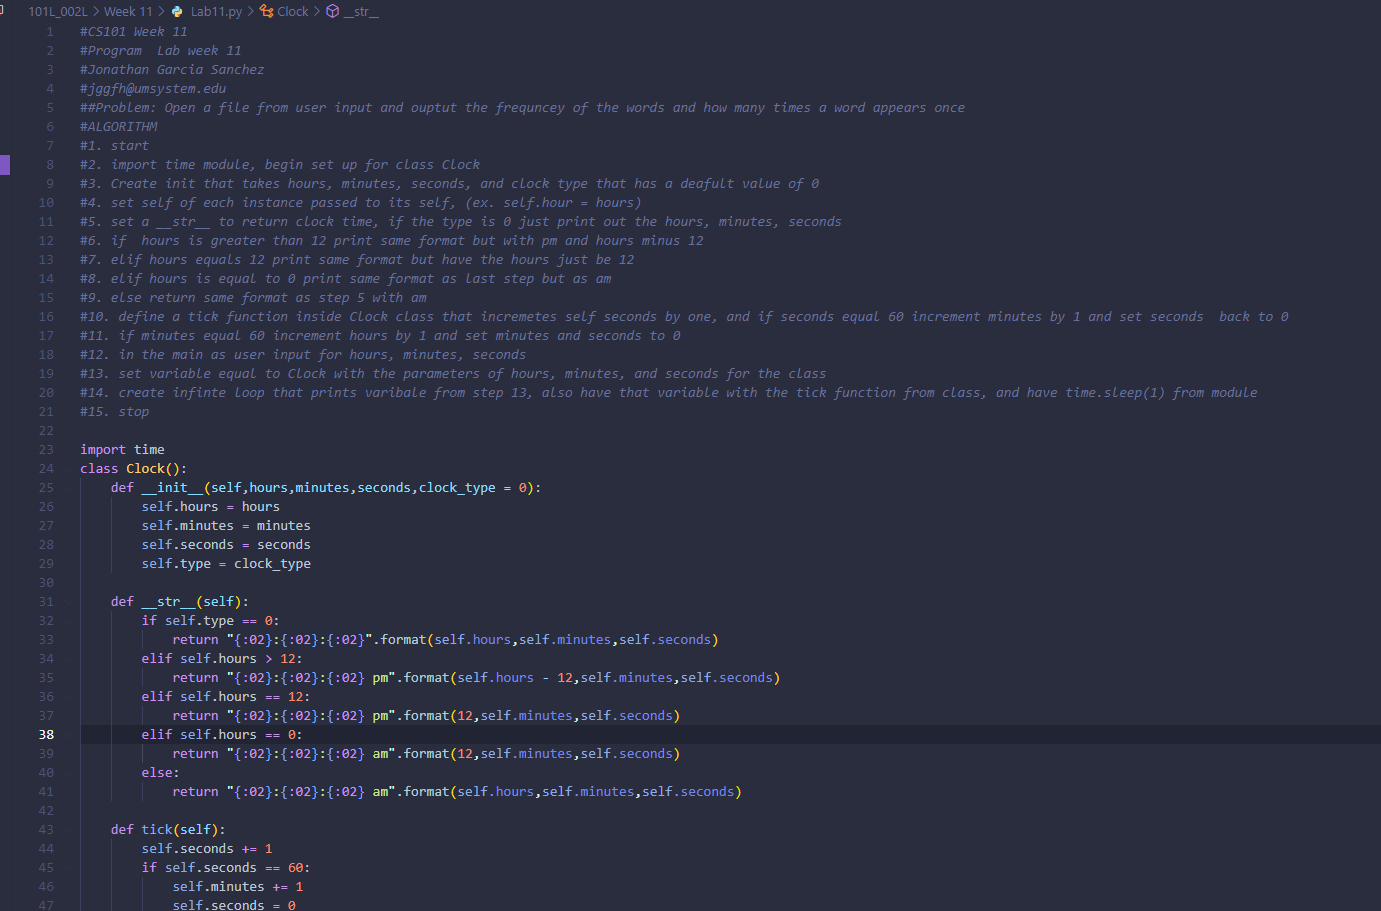 101L_002L > Week 11 > Lab11.py > Clock > __str__
1 #CS101 Week 11
2 #Program  Lab week 11
3 #Jonathan Garcia Sanchez
4 #jggfh@umsystem.edu
5 ##Problem: Open a file from user input and ouptut the frequncey of the words and how many times a word appears once
6 #ALGORITHM
7 #1. start
8 #2. import time module, begin set up for class Clock
9 #3. Create init that takes hours, minutes, seconds, and clock type that has a deafult value of 0
10 #4. set self of each instance passed to its self, (ex. self.hour = hours)
11 #5. set a __str__ to return clock time, if the type is 0 just print out the hours, minutes, seconds
12 #6. if  hours is greater than 12 print same format but with pm and hours minus 12
13 #7. elif hours equals 12 print same format but have the hours just be 12
14 #8. elif hours is equal to 0 print same format as last step but as am
15 #9. else return same format as step 5 with am
16 #10. define a tick function inside Clock class that incremetes self seconds by one, and if seconds equal 60 increment minutes by 1 and set seconds  back to 0
17 #11. if minutes equal 60 increment hours by 1 and set minutes and seconds to 0
18 #12. in the main as user input for hours, minutes, seconds
19 #13. set variable equal to Clock with the parameters of hours, minutes, and seconds for the class
20 #14. create infinte loop that prints varibale from step 13, also have that variable with the tick function from class, and have time.sleep(1) from module
21 #15. stop
22
23 import time
24 class Clock():
25     def __init__(self,hours,minutes,seconds,clock_type = 0):
26         self.hours = hours
27         self.minutes = minutes
28         self.seconds = seconds
29         self.type = clock_type
30
31     def __str__(self):
32         if self.type == 0:
33             return "{:02}:{:02}:{:02}".format(self.hours,self.minutes,self.seconds)
34         elif self.hours > 12:
35             return "{:02}:{:02}:{:02} pm".format(self.hours - 12,self.minutes,self.seconds)
36         elif self.hours == 12:
37             return "{:02}:{:02}:{:02} pm".format(12,self.minutes,self.seconds)
38         elif self.hours == 0:
39             return "{:02}:{:02}:{:02} am".format(12,self.minutes,self.seconds)
40         else:
41             return "{:02}:{:02}:{:02} am".format(self.hours,self.minutes,self.seconds)
42
43     def tick(self):
44         self.seconds += 1
45         if self.seconds == 60:
46             self.minutes += 1
47             self.seconds = 0